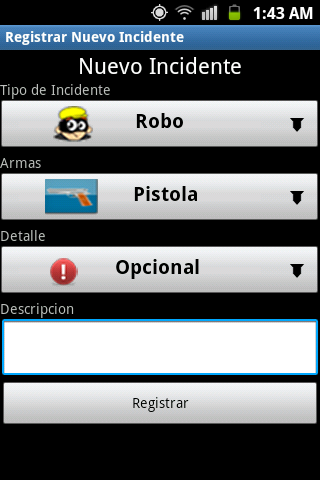 1:43 AM
Registrar Nuevo Incidente
Nuevo Incidente
Tipo de Incidente
Robo
Armas
Pistola
Detalle
Opcional
Descripcion
Registrar